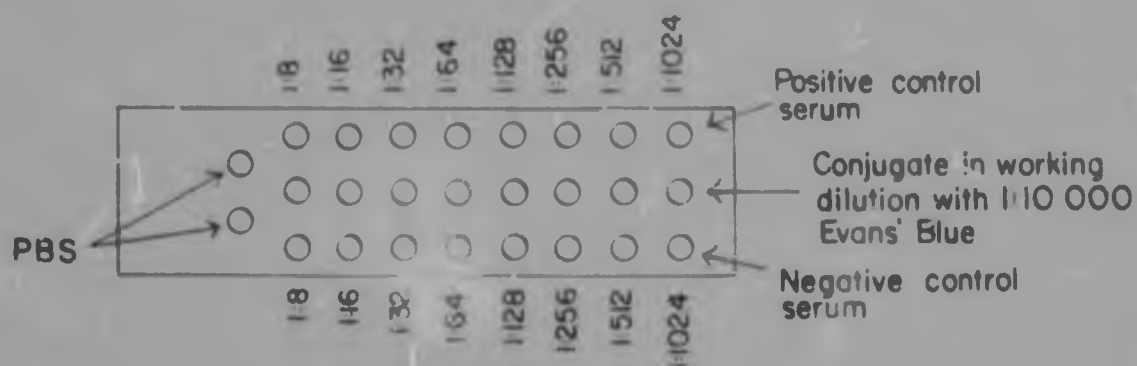 1:8 1:16 1:32 1:64 1:128 1:256 1:512 1:1024
Positive control
serum
Conjugate in working
dilution with 1:10 000
Evans' Blue
PBS
Negative control
serum
1:8 1:16 1:32 1:64 1:128 1:256 1:512 1:1024